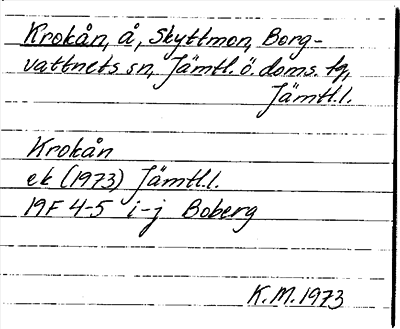 Krokån, å, Skyttmon, Borg-
vattnets sn, Jämtl. ö. doms. tg,
Jämtl. l.
Krokån
ek (1973) Jämtl. l.
19F 4-5 i-j Boberg
K.M. 1973